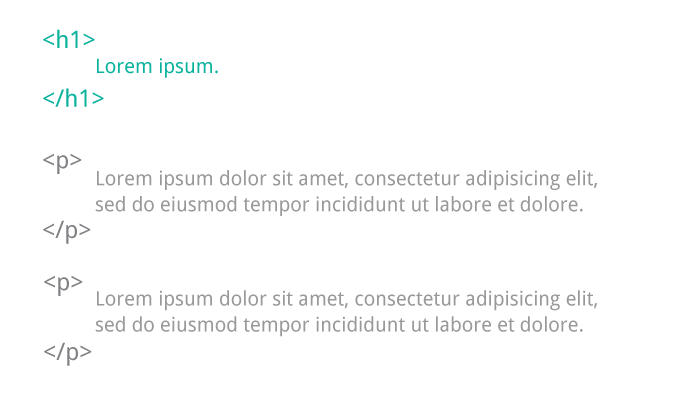 <h1>
Lorem ipsum.
</h1>
<p>
Lorem ipsum dolor sit amet, consectetur adipisicing elit,
sed do eiusmod tempor incididunt ut labore et dolore.
</p>
<p>
Lorem ipsum dolor sit amet, consectetur adipisicing elit,
sed do eiusmod tempor incididunt ut labore et dolore.
</p>